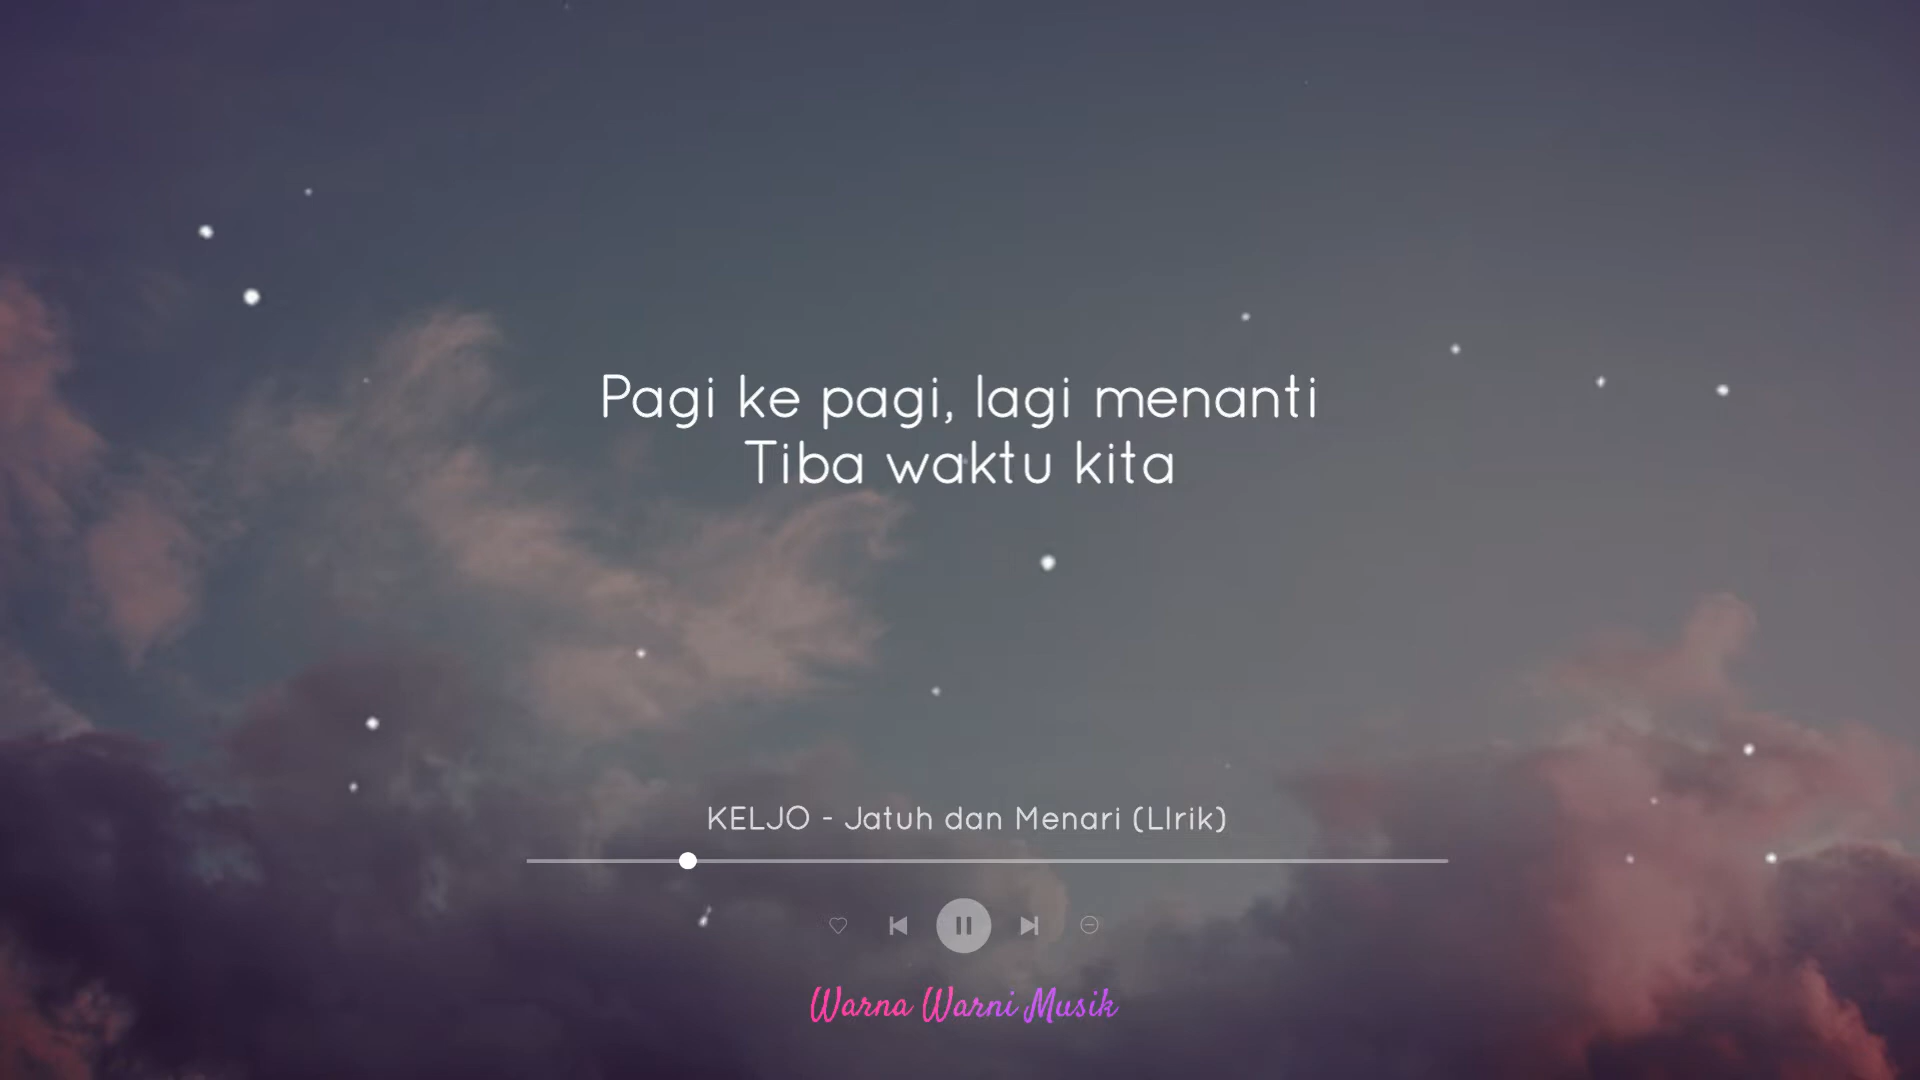 Pagi ke pagi, lagi menanti
Tiba waktu kita
KELJO - Jatuh dan Menari (LIrik)
Warna Warni Musik